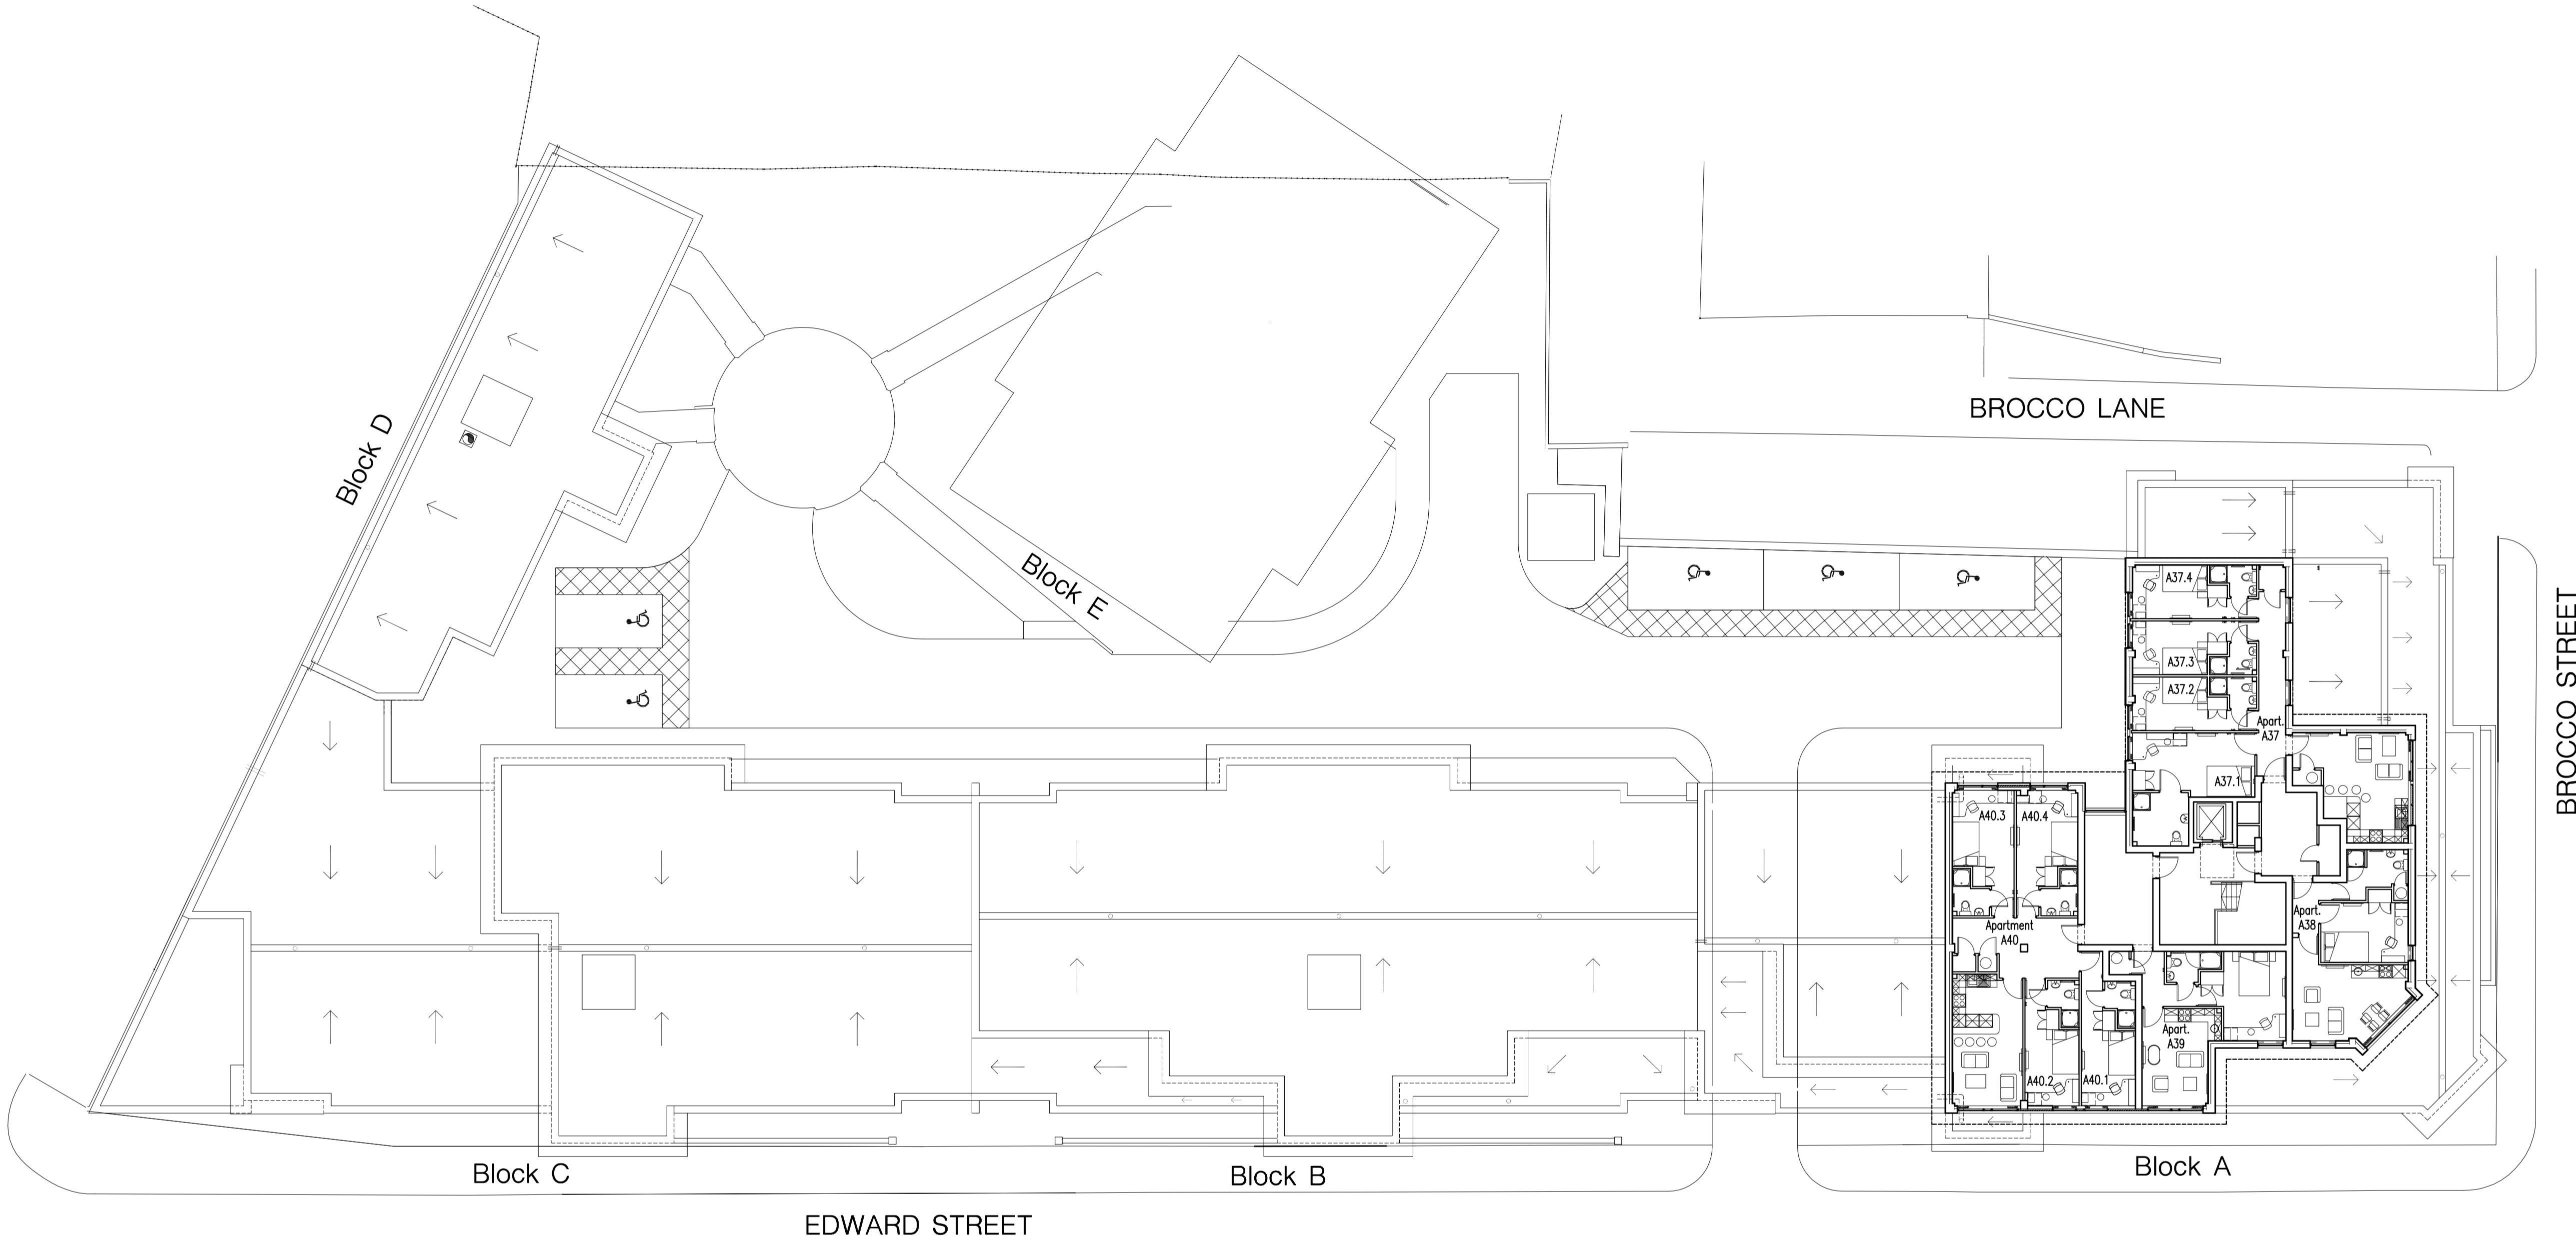 BROCCO LANE
Block D
Block E
BROCCO STREET
A37.4
A37.3
A37.2
Apart.
A37
A37.1
A40.3
A40.4
Apartment
A40
Apart.
A38
Apart.
A39
A40.2
A40.1
Block C
Block B
Block A
EDWARD STREET